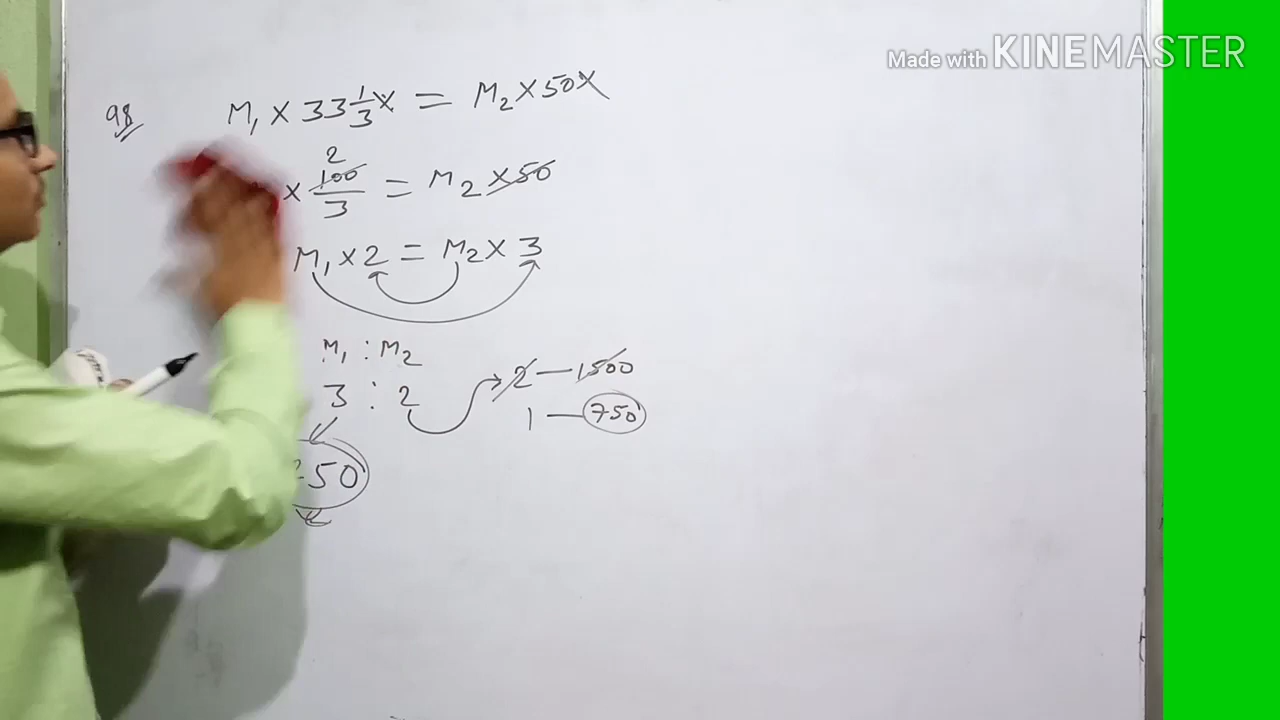 Made with KINEMASTER
98 M₁ × 33 1/3 x = M₂ × 50x
2
× 100/3 = M₂ × 50
M₁ × 2 = M₂ × 3
M₁ : M₂
3 : 2
2 — 1500
1 — 750
50